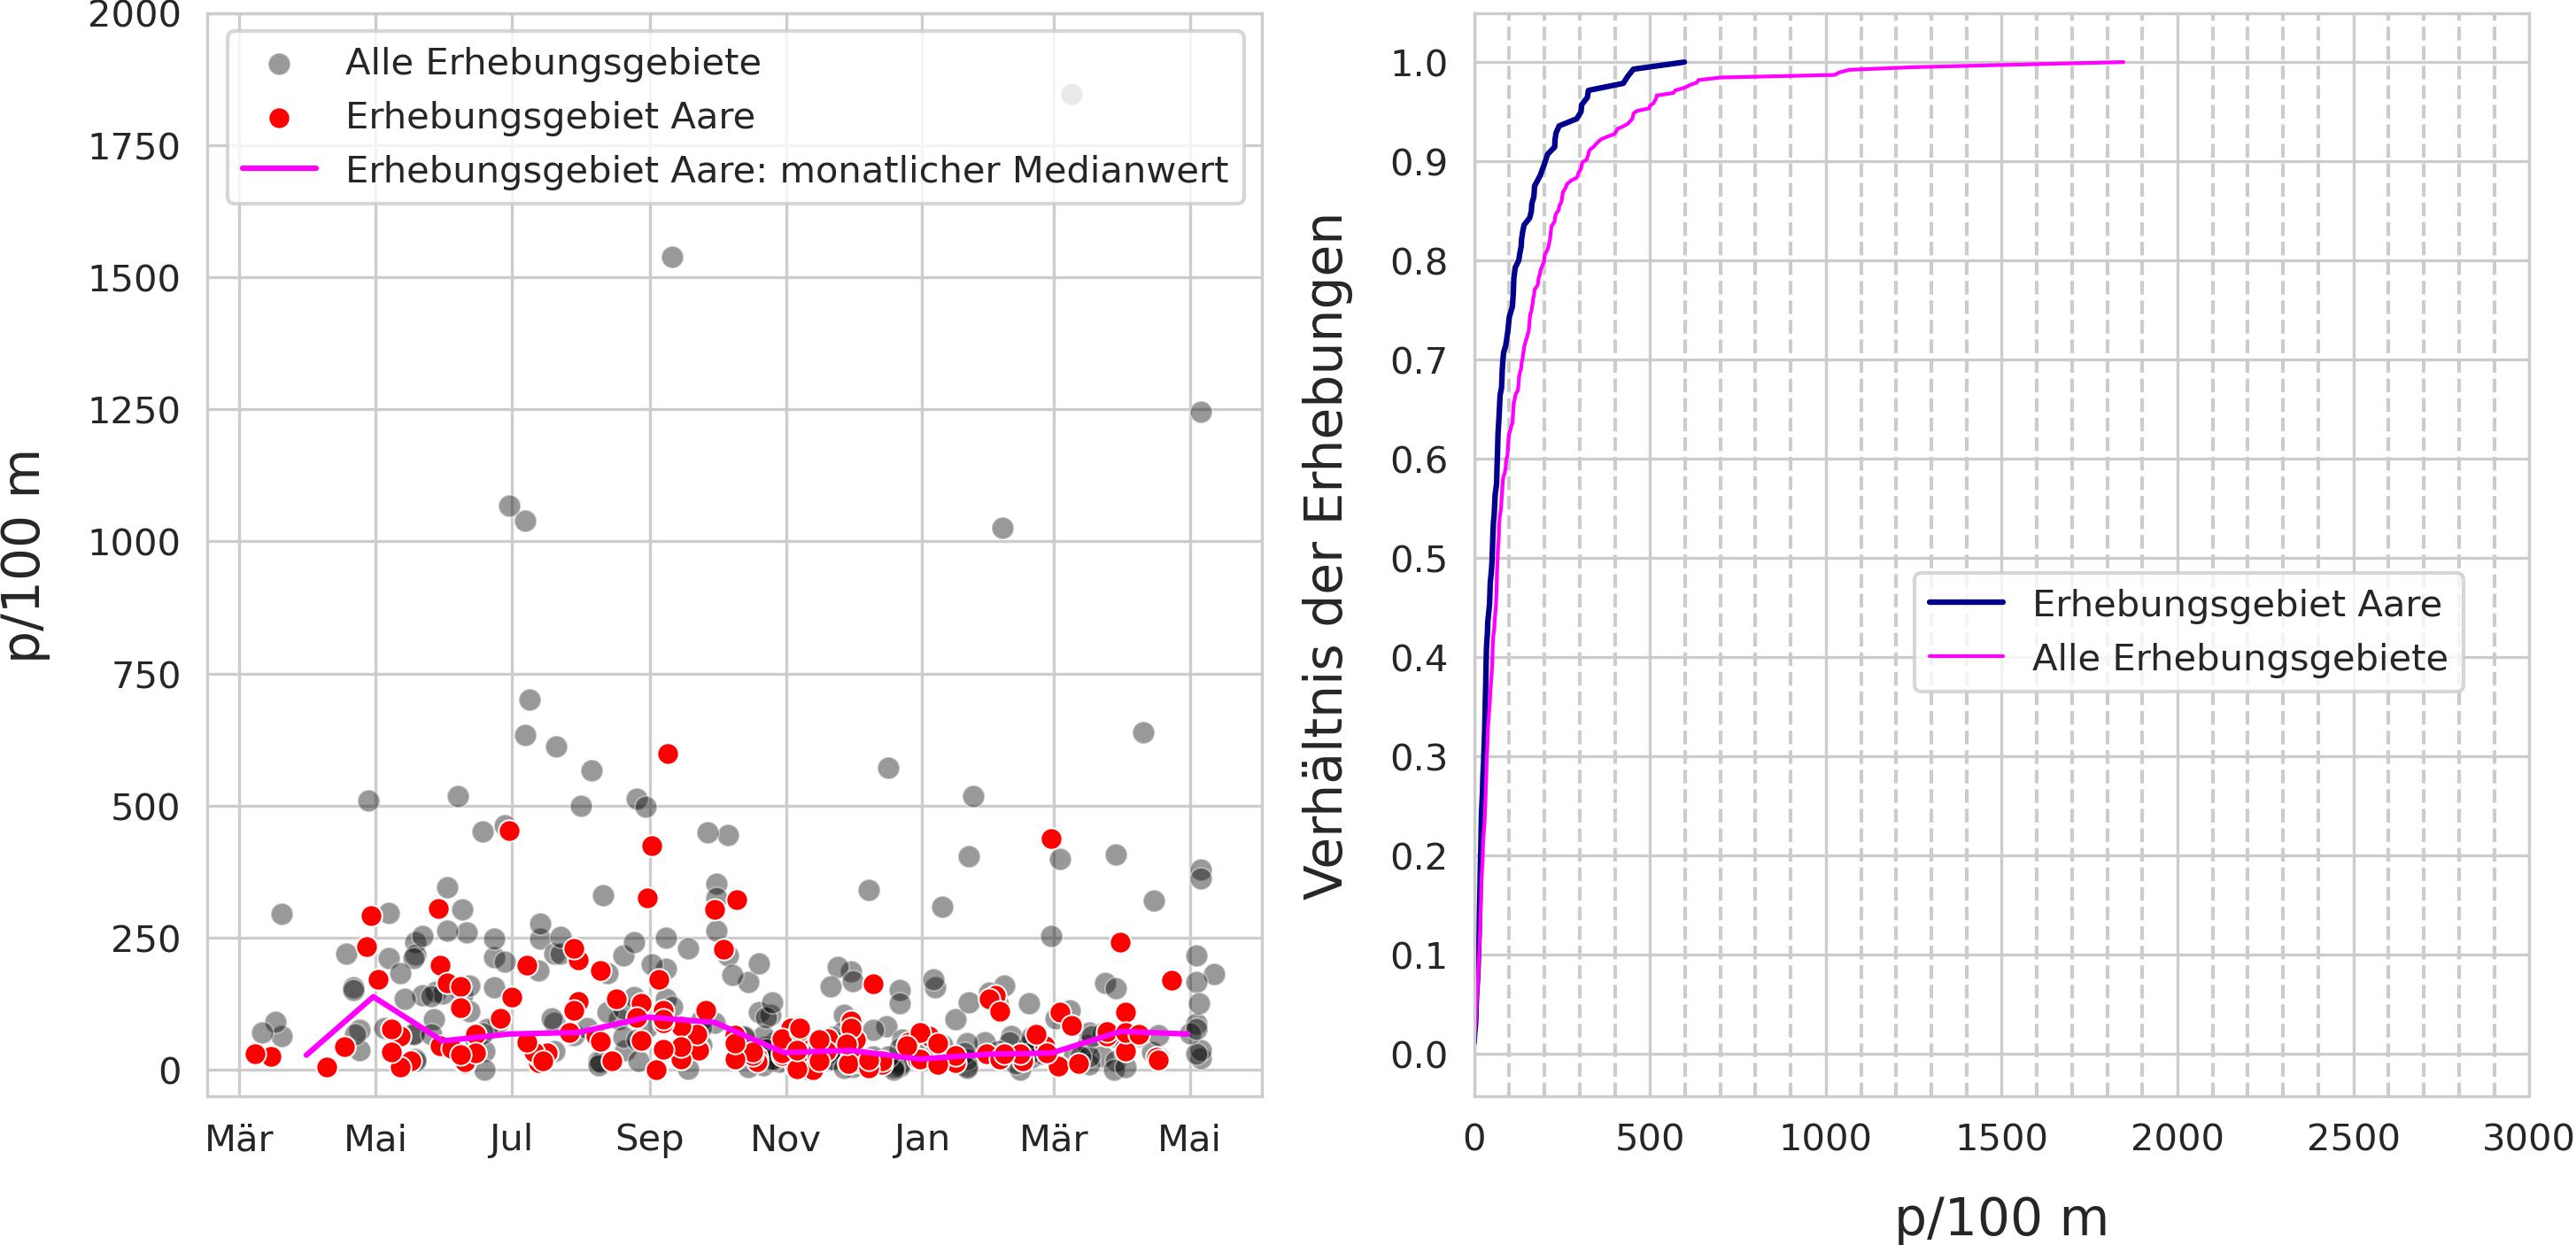 2000
1750
1500
1250
1000
750
500
250
0
p/100 m
Alle Erhebungsgebiete
Erhebungsgebiet Aare
Erhebungsgebiet Aare: monatlicher Medianwert
Mär Mai Jul Sep Nov Jan Mär Mai
1.0
0.9
0.8
0.7
0.6
0.5
0.4
0.3
0.2
0.1
0.0
Verhältnis der Erhebungen
Erhebungsgebiet Aare
Alle Erhebungsgebiete
0 500 1000 1500 2000 2500 3000
p/100 m